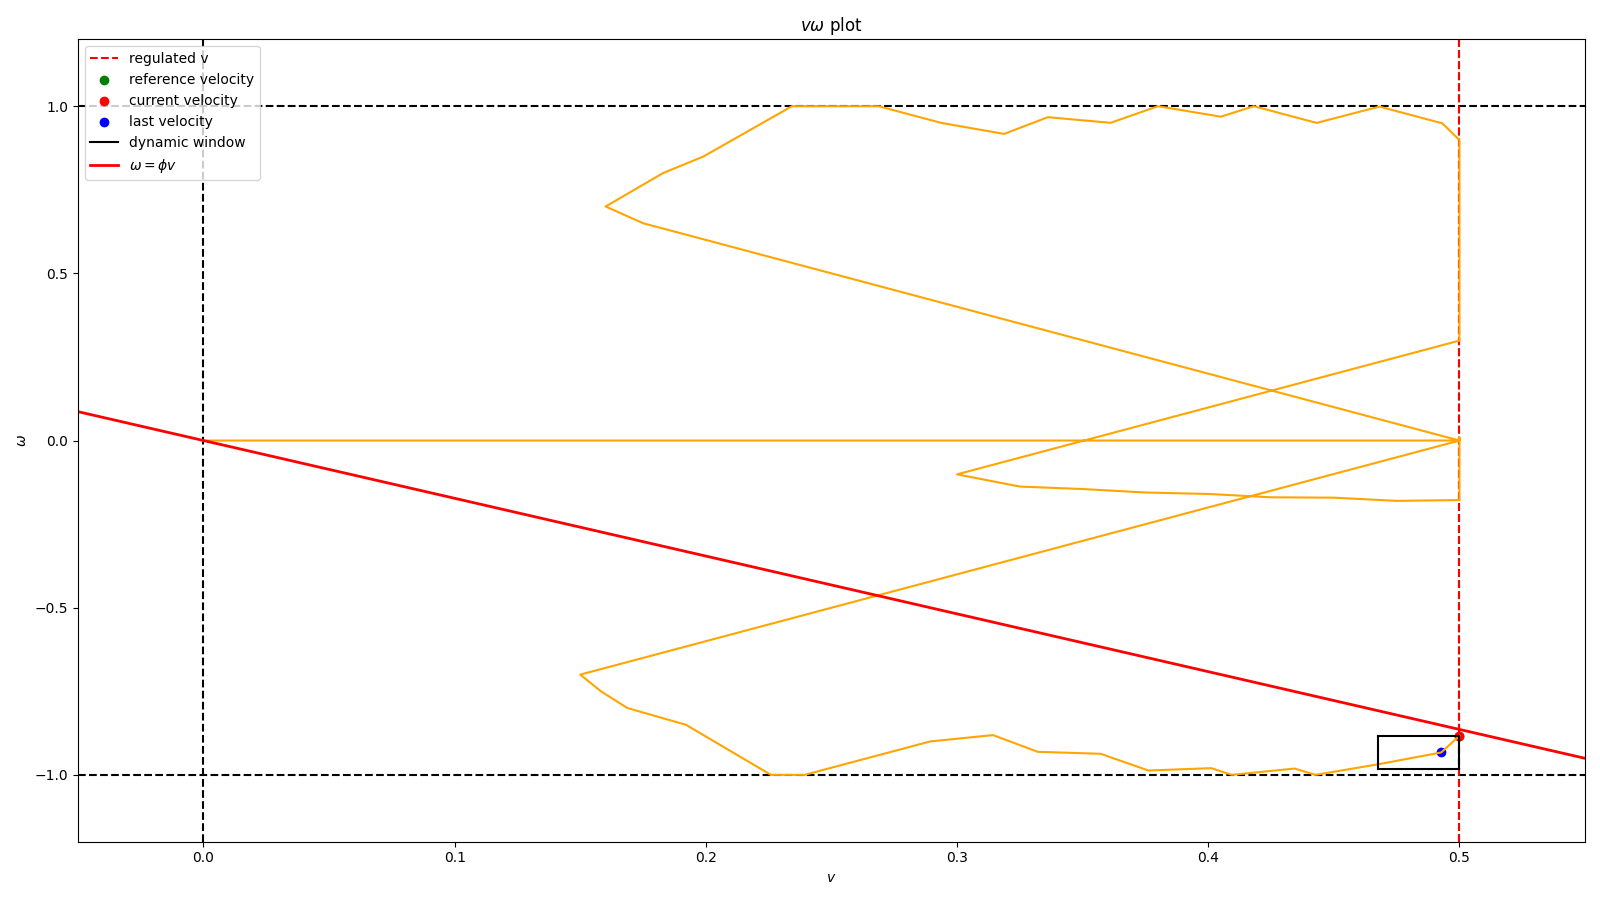 vω plot
regulated v
reference velocity
current velocity
last velocity
dynamic window
ω = ϕv
1.0
0.5
0.0
−0.5
−1.0
ω
0.0 0.1 0.2 0.3 0.4 0.5
v